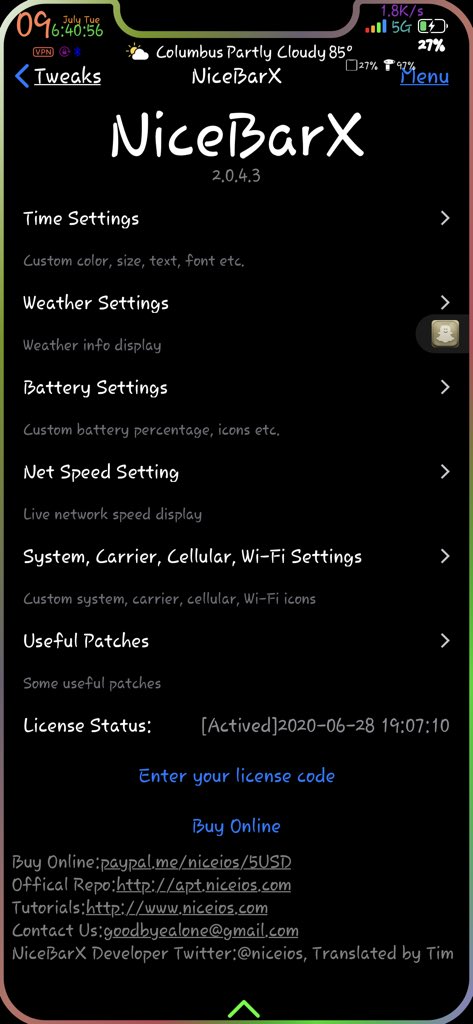 09 July Tue
6:40:56
1.8K/s
5G
27%
VPN
Columbus Partly Cloudy 85°
27% 97%
Tweaks NiceBarX Menu
NiceBarX
2.0.4.3
Time Settings
Custom color, size, text, font etc.
Weather Settings
Weather info display
Battery Settings
Custom battery percentage, icons etc.
Net Speed Setting
Live network speed display
System, Carrier, Cellular, Wi-Fi Settings
Custom system, carrier, cellular, Wi-Fi icons
Useful Patches
Some useful patches
License Status: [Actived]2020-06-28 19:07:10
Enter your license code
Buy Online
Buy Online:paypal.me/niceios/5USD
Offical Repo:http://apt.niceios.com
Tutorials:http://www.niceios.com
Contact Us:goodbyealone@gmail.com
NiceBarX Developer Twitter:@niceios, Translated by Tim